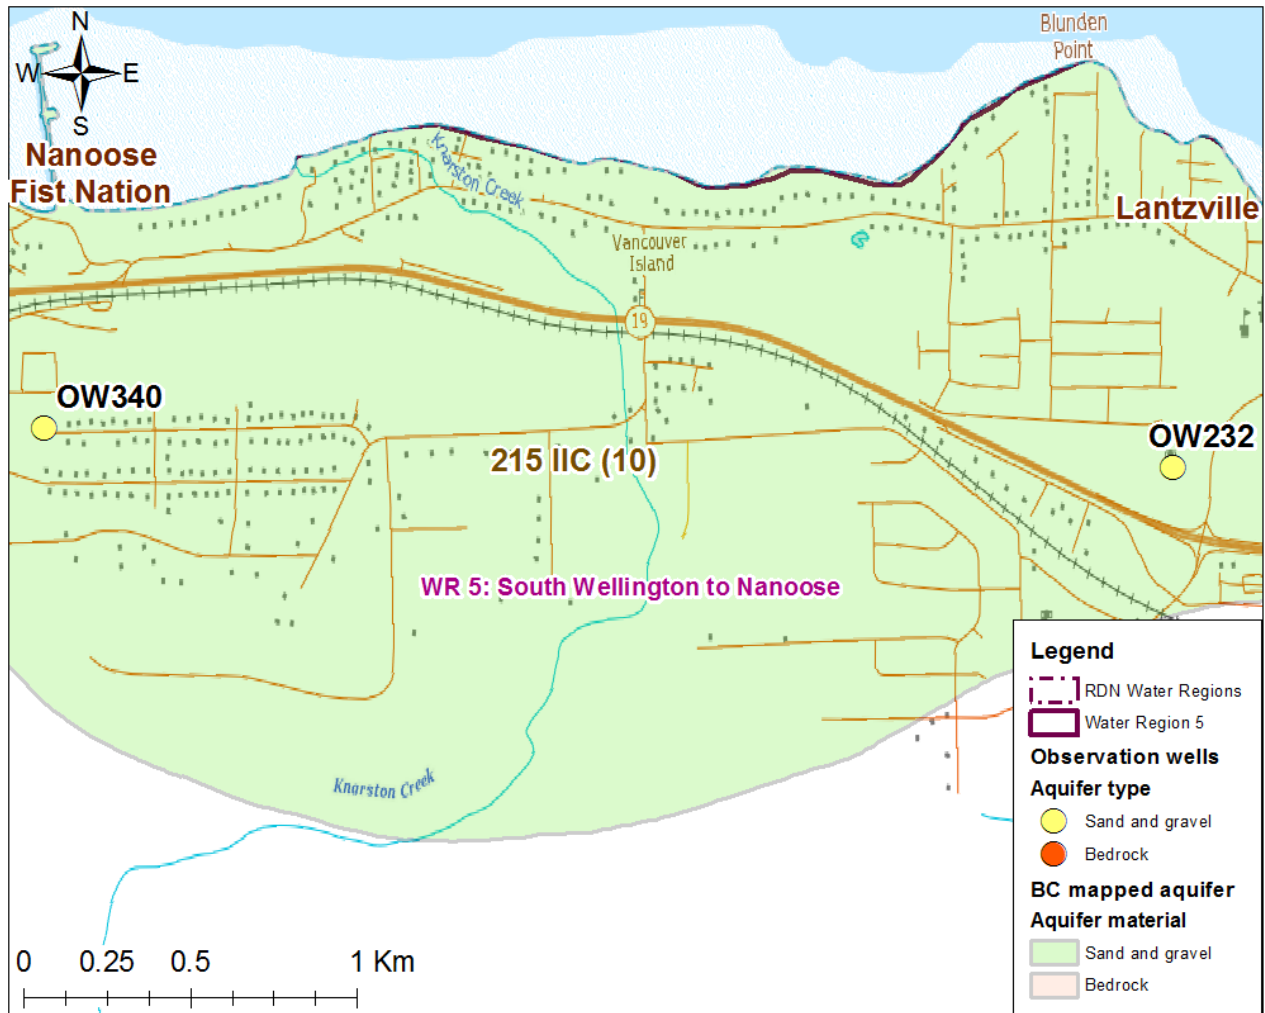 Blunden
Point
N
W E
S
Nanoose
Fist Nation
Knarston Creek
Lantzville
Vancouver
Island
19
OW340
OW232
215 IIC (10)
WR 5: South Wellington to Nanoose
Knarston Creek
Legend
RDN Water Regions
Water Region 5
Observation wells
Aquifer type
Sand and gravel
Bedrock
BC mapped aquifer
Aquifer material
Sand and gravel
Bedrock
0 0.25 0.5 1 Km